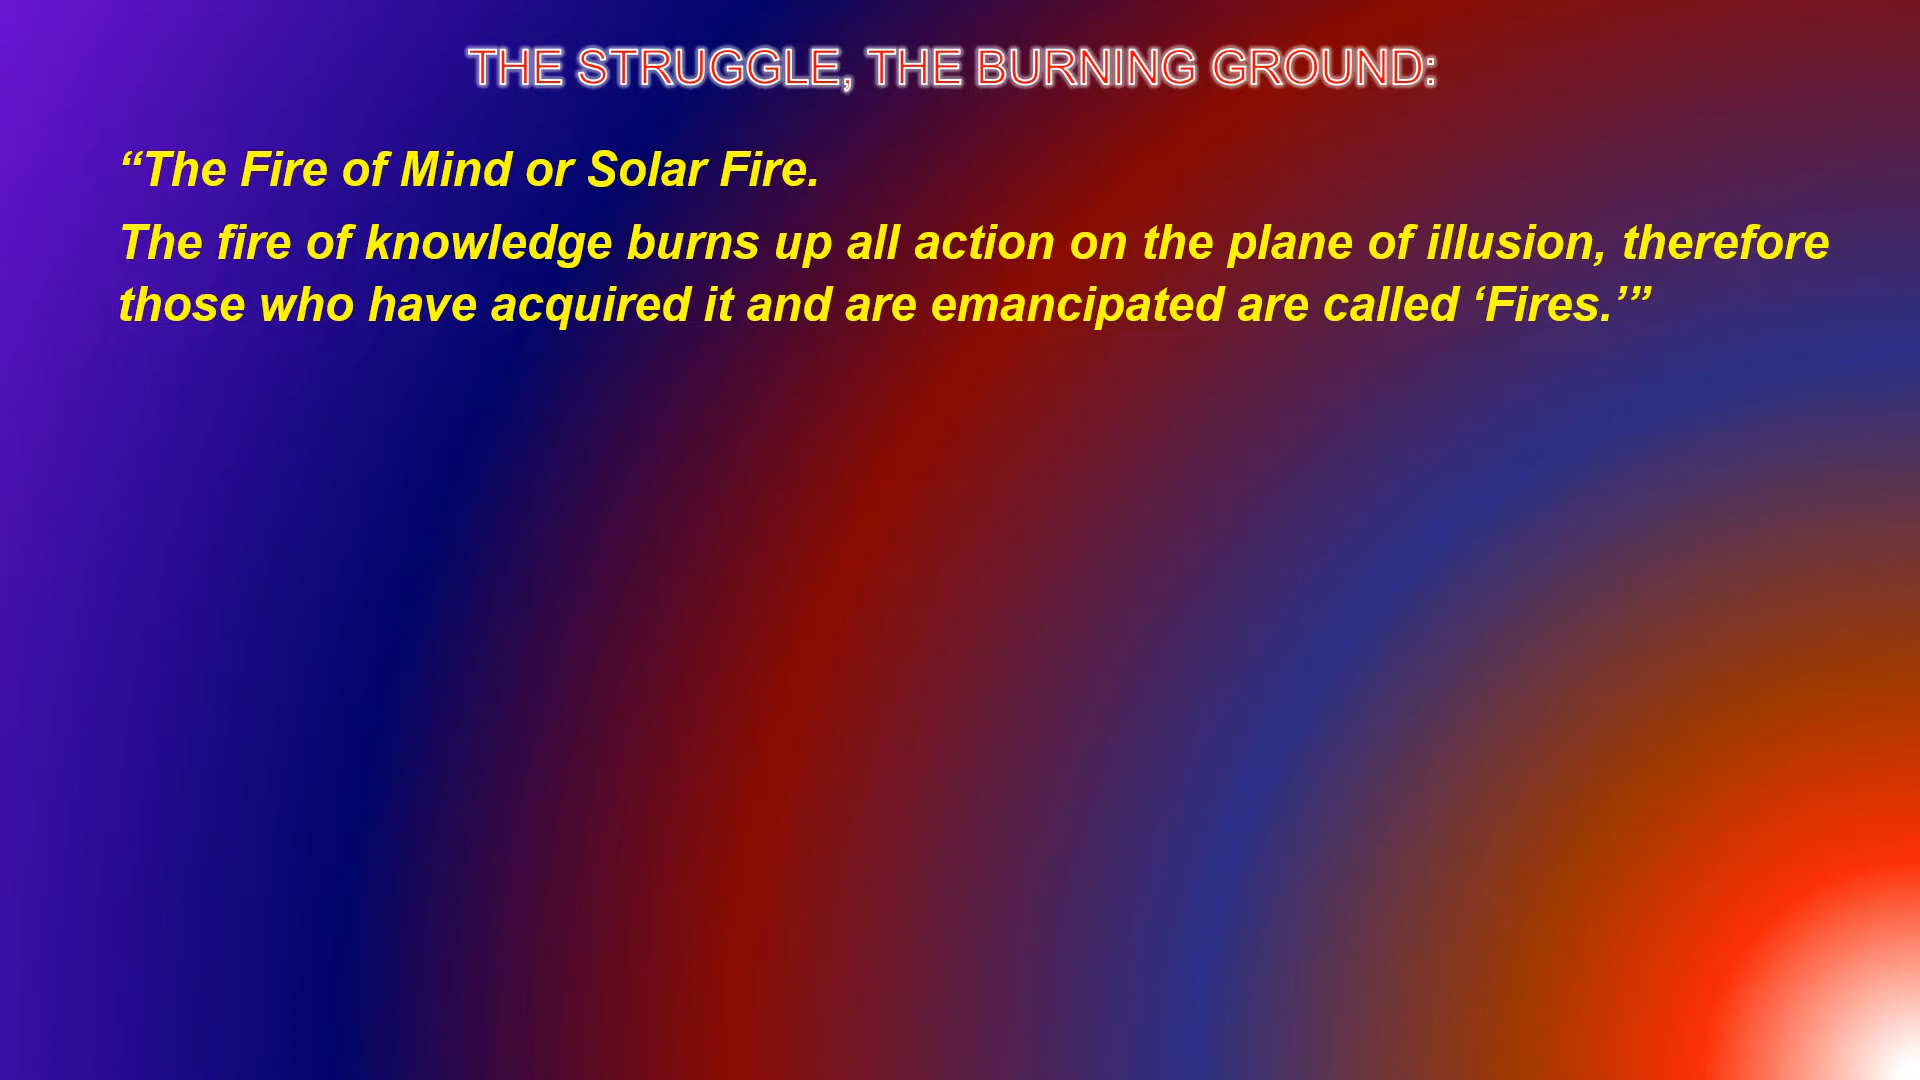 THE STRUGGLE, THE BURNING GROUND:
“The Fire of Mind or Solar Fire.
The fire of knowledge burns up all action on the plane of illusion, therefore
those who have acquired it and are emancipated are called ‘Fires.’”